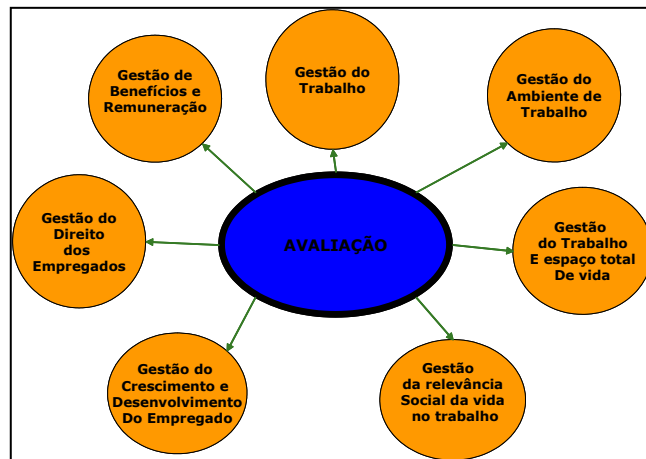 Gestão de
Benefícios e
Remuneração
Gestão do
Trabalho
Gestão do
Ambiente de
Trabalho
Gestão do
Direito
dos
Empregados
AVALIAÇÃO
Gestão
do Trabalho
E espaço total
De vida
Gestão do
Crescimento e
Desenvolvimento
Do Empregado
Gestão
da relevância
Social da vida
no trabalho